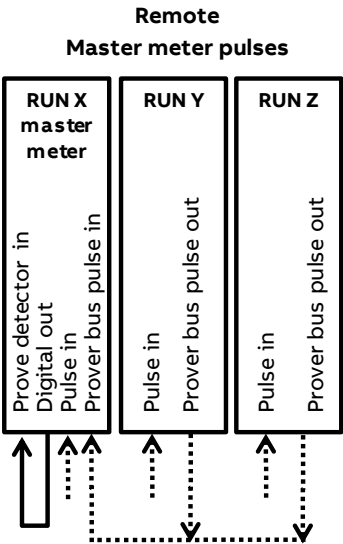 Remote
Master meter pulses
RUN X
master
meter
RUN Y
RUN Z
Prove detector in
Digital out
Pulse in
Prover bus pulse in
Pulse in
Prover bus pulse out
Pulse in
Prover bus pulse out